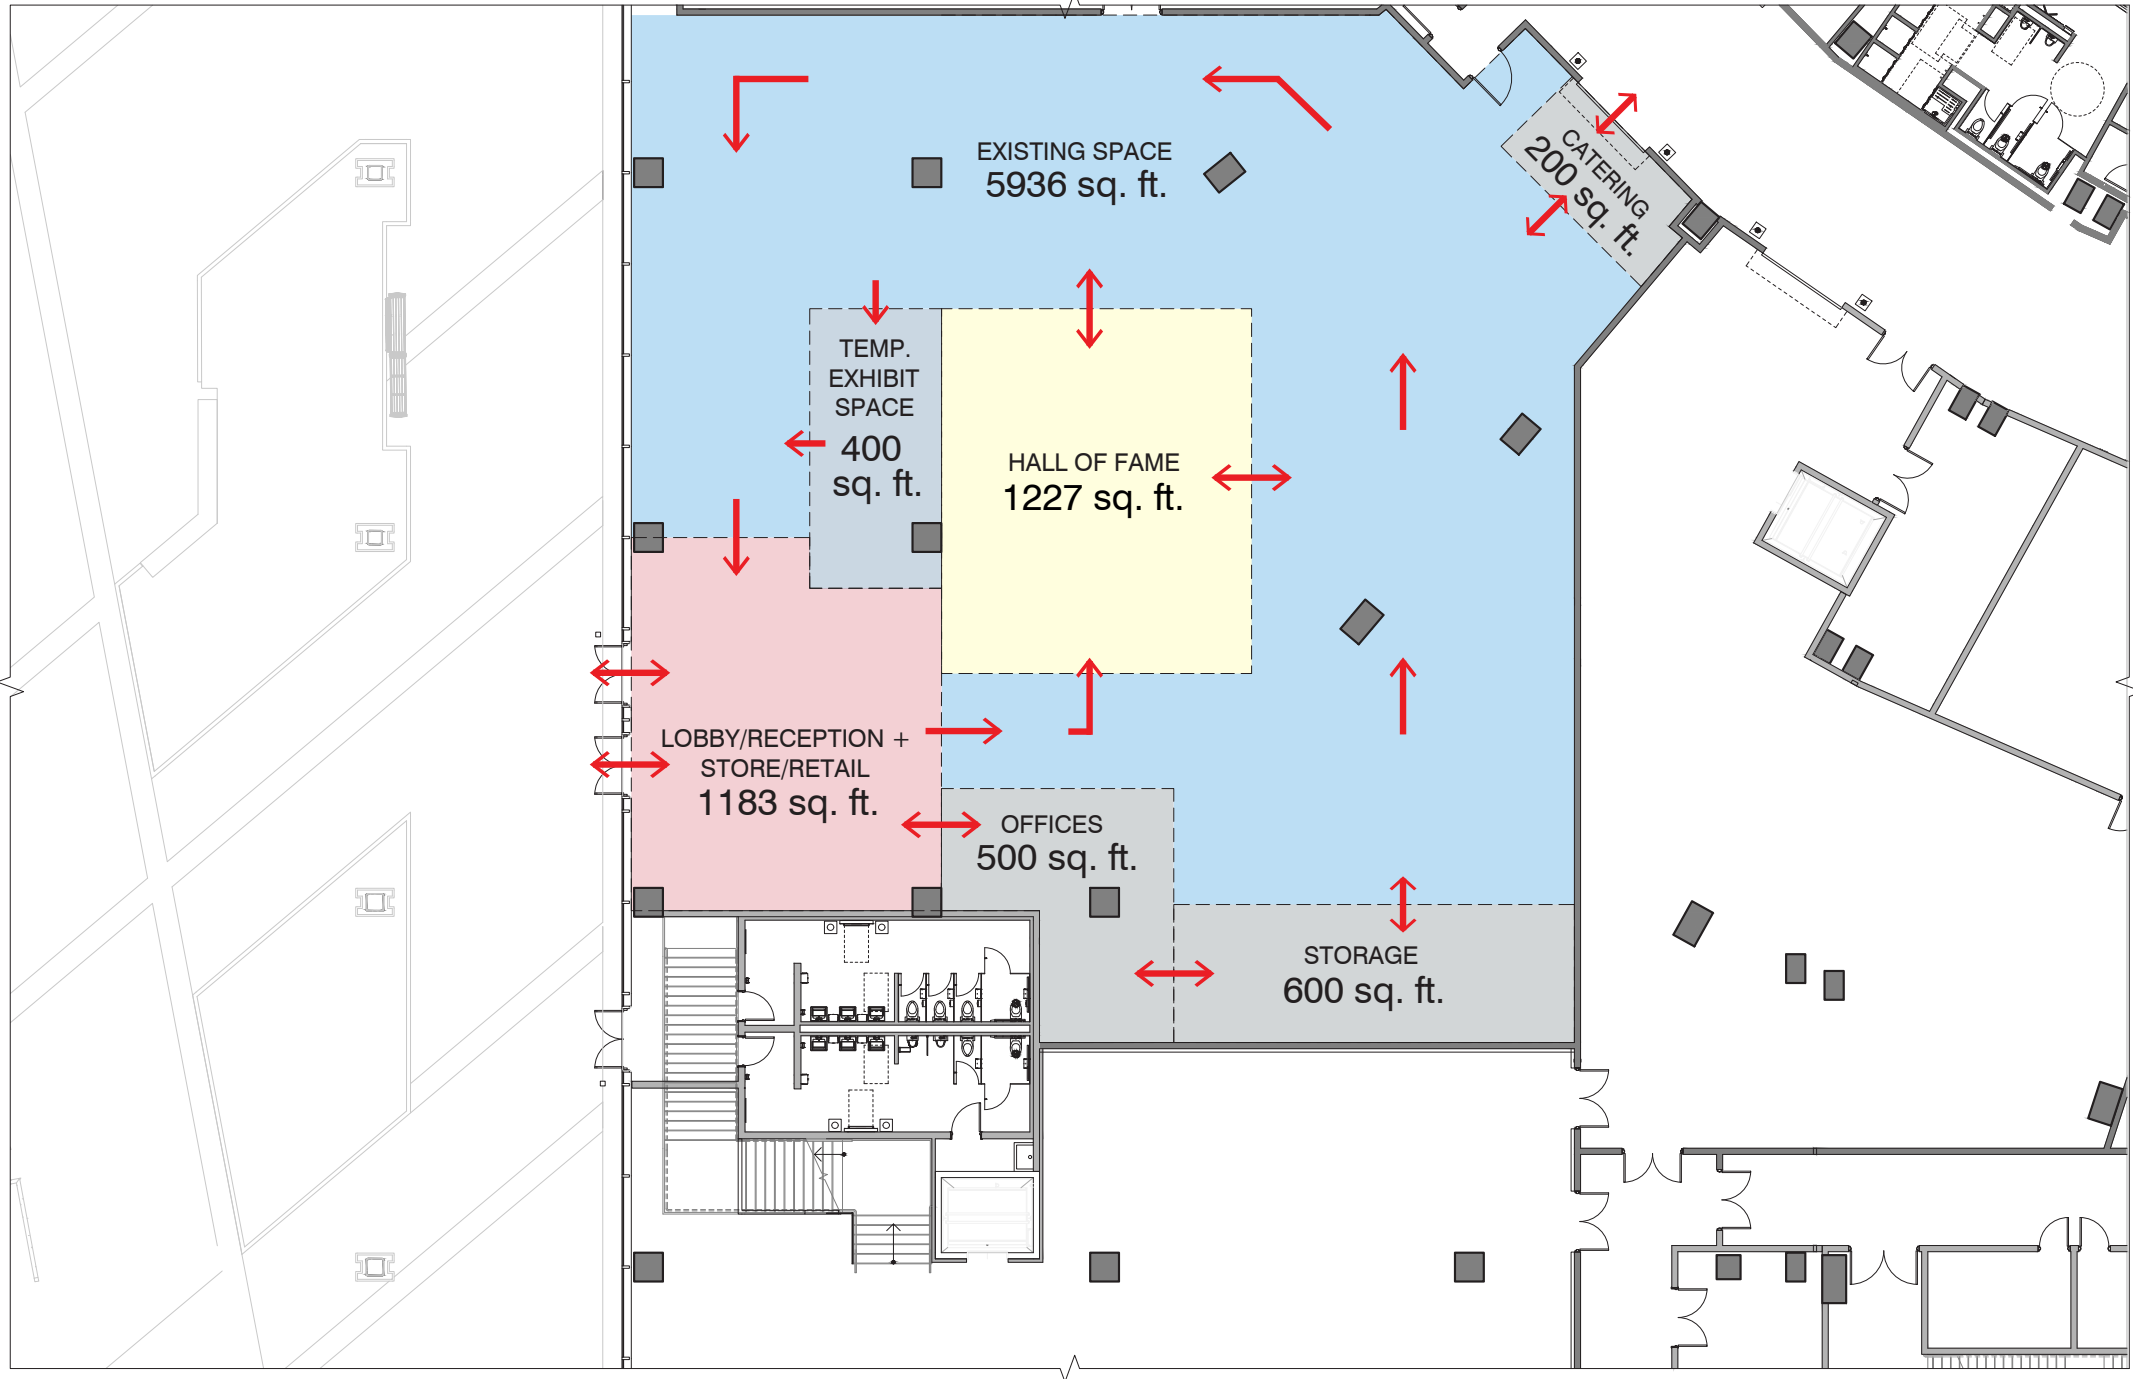 EXISTING SPACE
5936 sq. ft.
CATERING
200 sq. ft.
TEMP.
EXHIBIT
SPACE
400
sq. ft.
HALL OF FAME
1227 sq. ft.
LOBBY/RECEPTION +
STORE/RETAIL
1183 sq. ft.
OFFICES
500 sq. ft.
STORAGE
600 sq. ft.